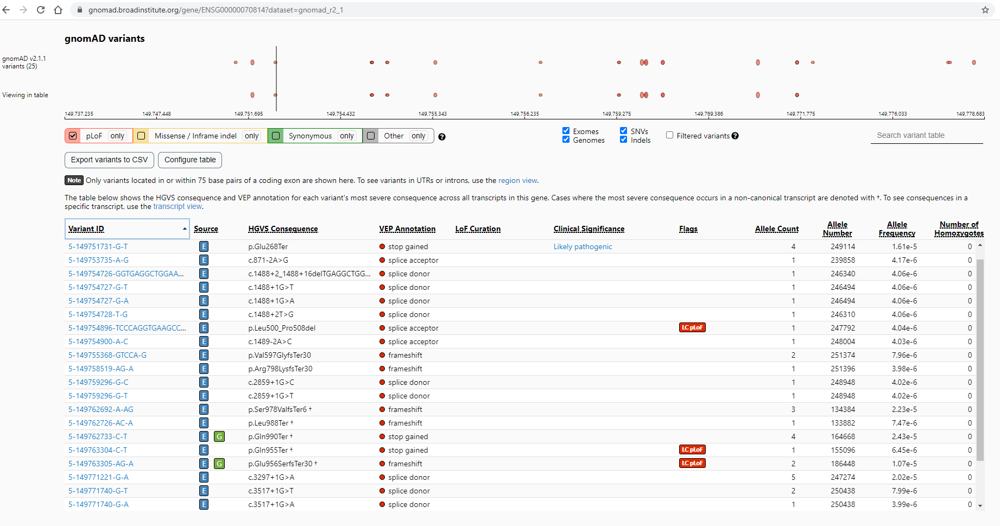 gnomad.broadinstitute.org/gene/ENSG00000070814?dataset=gnomad_r2_1
gnomAD variants
gnomAD v2.1.1
variants (25)
Viewing in table
149,737,235 149,747,448 149,751,695 149,754,432 149,755,343 149,756,235 149,759,275 149,769,386 149,771,775 149,776,033 149,778,683
pLoF only Missense / Inframe indel only Synonymous only Other only ? Exomes Genomes SNVs Indels Filtered variants ? Search variant table
Export variants to CSV Configure table
Note Only variants located in or within 75 base pairs of a coding exon are shown here. To see variants in UTRs or introns, use the region view.
The table below shows the HGVS consequence and VEP annotation for each variant's most severe consequence across all transcripts in this gene. Cases where the most severe consequence occurs in a non-canonical transcript are denoted with †. To see consequences in a
specific transcript, use the transcript view.
Variant ID Source HGVS Consequence VEP Annotation LoF Curation Clinical Significance Flags Allele Count Allele Number Allele Frequency Number of Homozygotes
5-149751731-G-T E p.Glu268Ter stop gained Likely pathogenic 4 249114 1.61e-5 0
5-149753735-A-G E c.871-2A>G splice acceptor 1 239858 4.17e-6 0
5-149754726-GGTGAGGCTGGAA... E c.1488+2_1488+16delTGAGGCTGG... splice donor 1 246340 4.06e-6 0
5-149754727-G-T E c.1488+1G>T splice donor 1 246494 4.06e-6 0
5-149754727-G-A E c.1488+1G>A splice donor 1 246494 4.06e-6 0
5-149754728-T-G E c.1488+2T>G splice donor 1 246310 4.06e-6 0
5-149754896-TCCCAGGTGAAGCC... E p.Leu500_Pro508del splice acceptor LC pLoF 1 247792 4.04e-6 0
5-149754900-A-C E c.1489-2A>C splice acceptor 1 248004 4.03e-6 0
5-149755368-GTCCA-G E p.Val597GlyfsTer30 frameshift 2 251374 7.96e-6 0
5-149758519-AG-A E p.Arg798LysfsTer30 frameshift 1 251396 3.98e-6 0
5-149759296-G-C E c.2859+1G>C splice donor 1 248948 4.02e-6 0
5-149759296-G-T E c.2859+1G>T splice donor 1 248948 4.02e-6 0
5-149762692-A-AG E p.Ser978ValfsTer6 † frameshift 3 134384 2.23e-5 0
5-149762726-AC-A E p.Leu988Ter † frameshift 1 133882 7.47e-6 0
5-149762733-C-T E G p.Gln990Ter † stop gained 4 164668 2.43e-5 0
5-149763304-C-T E p.Gln955Ter † stop gained LC pLoF 1 155096 6.45e-6 0
5-149763305-AG-A E G p.Glu956SerfsTer30 † frameshift LC pLoF 2 186448 1.07e-5 0
5-149771221-G-A E c.3297+1G>A splice donor 5 247274 2.02e-5 0
5-149771740-G-T E c.3517+1G>T splice donor 2 250438 7.99e-6 0
5-149771740-G-A E c.3517+1G>A splice donor 1 250438 3.99e-6 0